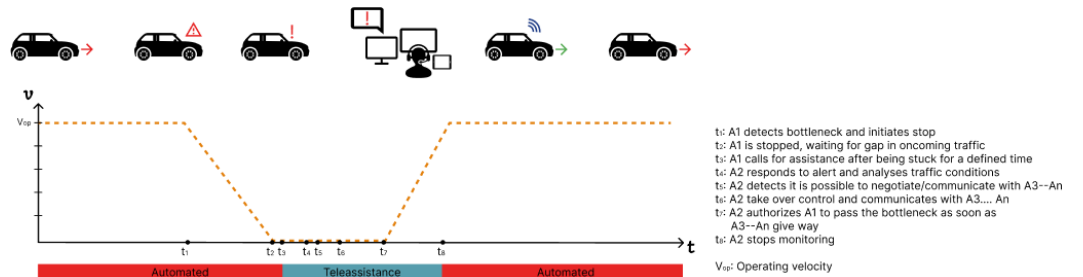 !
!
!
v
Vop
t
t₁
t₂
t₃
t₄
t₅
t₆
t₇
t₈
Automated
Teleassistance
Automated
t₁: A1 detects bottleneck and initiates stop
t₂: A1 is stopped, waiting for gap in oncoming traffic
t₃: A1 calls for assistance after being stuck for a defined time
t₄: A2 responds to alert and analyses traffic conditions
t₅: A2 detects it is possible to negotiate/communicate with A3--An
t₆: A2 take over control and communicates with A3.... An
t₇: A2 authorizes A1 to pass the bottleneck as soon as
A3--An give way
t₈: A2 stops monitoring
Vop: Operating velocity